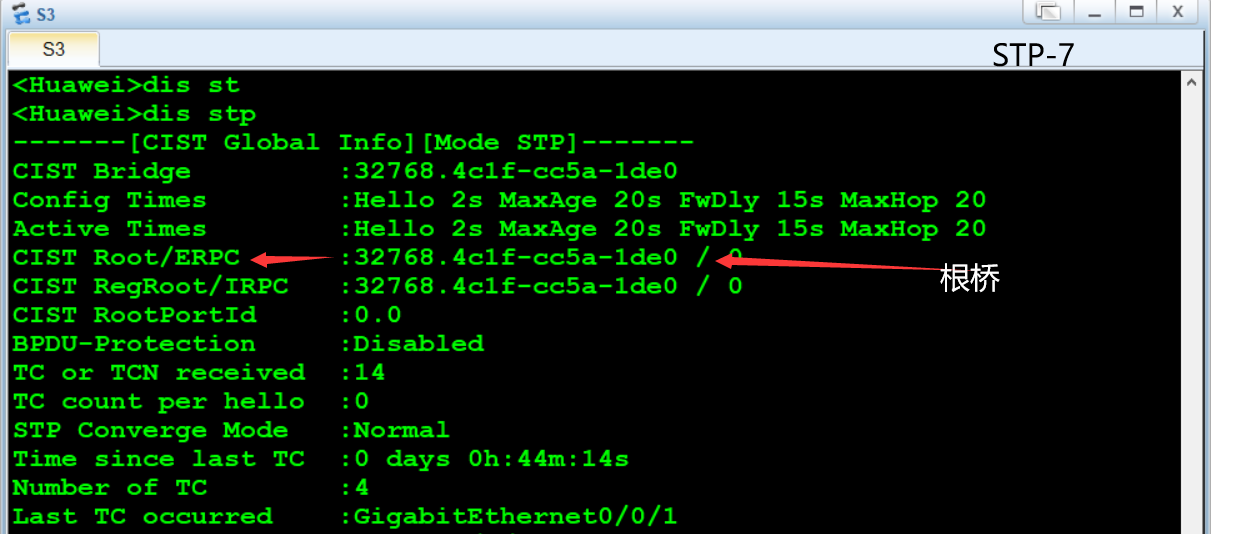 S3
S3
STP-7
<Huawei>dis st
<Huawei>dis stp
-------[CIST Global Info][Mode STP]-------
CIST Bridge :32768.4c1f-cc5a-1de0
Config Times :Hello 2s MaxAge 20s FwDly 15s MaxHop 20
Active Times :Hello 2s MaxAge 20s FwDly 15s MaxHop 20
CIST Root/ERPC :32768.4c1f-cc5a-1de0 / 0
根桥
CIST RegRoot/IRPC :32768.4c1f-cc5a-1de0 / 0
CIST RootPortId :0.0
BPDU-Protection :Disabled
TC or TCN received :14
TC count per hello :0
STP Converge Mode :Normal
Time since last TC :0 days 0h:44m:14s
Number of TC :4
Last TC occurred :GigabitEthernet0/0/1